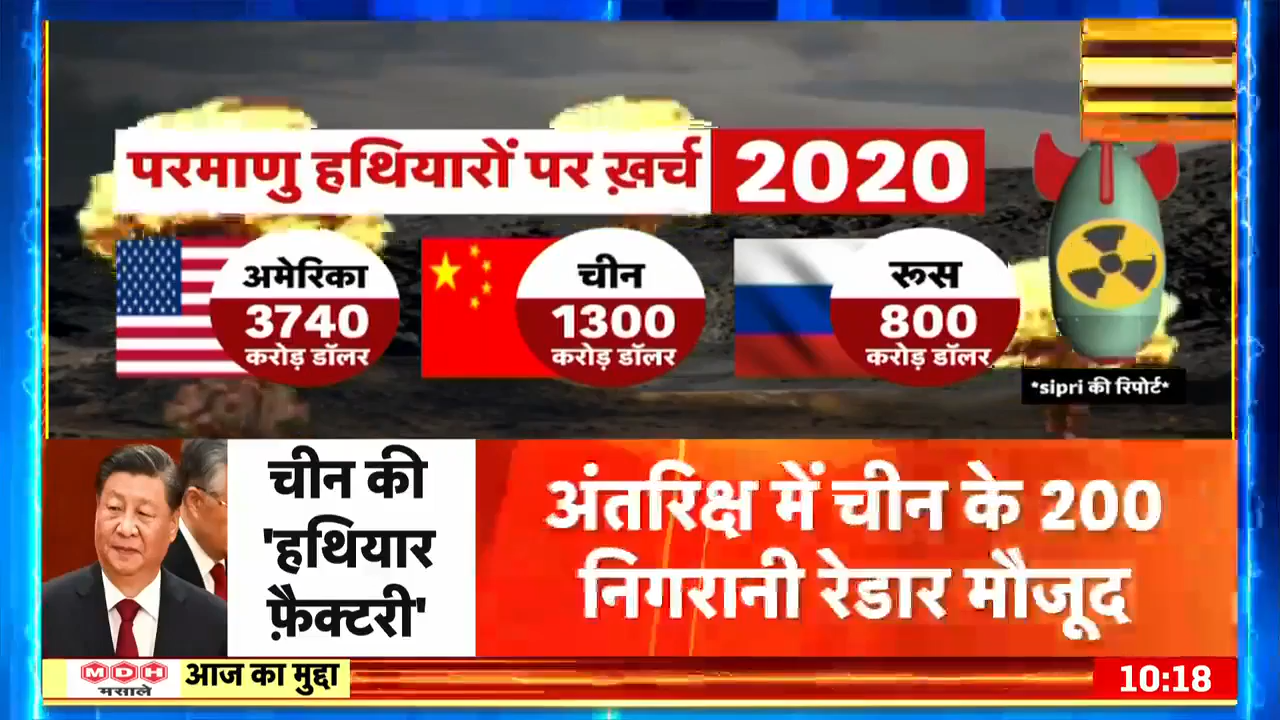 परमाणु हथियारों पर ख़र्च 2020
अमेरिका
3740
करोड़ डॉलर
चीन
1300
करोड़ डॉलर
रूस
800
करोड़ डॉलर
*sipri की रिपोर्ट*
चीन की
'हथियार
फ़ैक्टरी'
अंतरिक्ष में चीन के 200
निगरानी रेडार मौजूद
MDH
मसाले
आज का मुद्दा
10:18